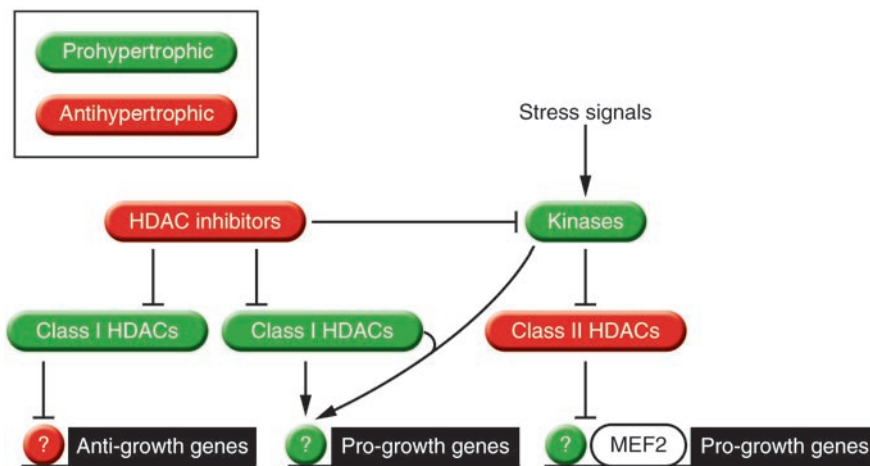 Prohypertrophic
Antihypertrophic
Stress signals
HDAC inhibitors
Kinases
Class I HDACs
Class I HDACs
Class II HDACs
? Anti-growth genes
? Pro-growth genes
? MEF2 Pro-growth genes